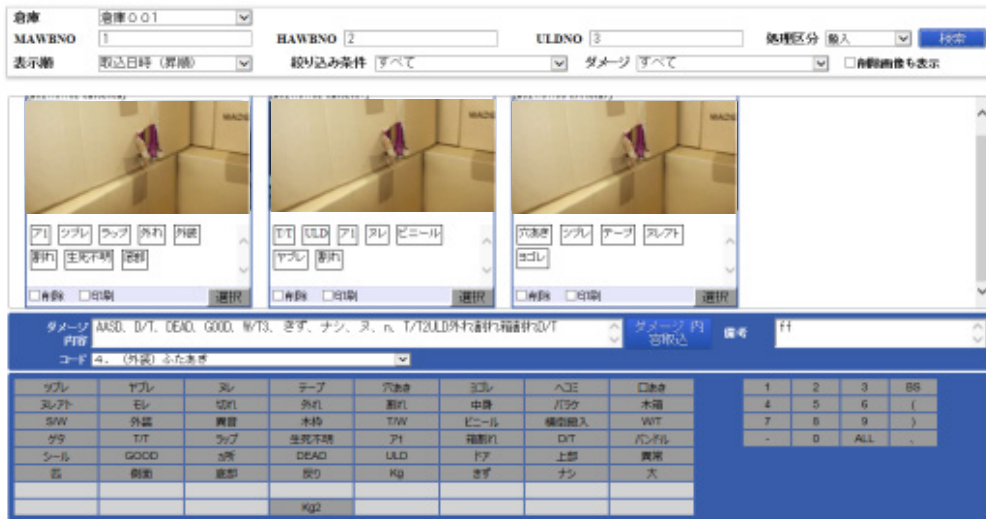 倉庫 倉庫001
MAWBNO 1 HAWBNO 2 ULDNO 3 処理区分 搬入 検索
表示順 取込日時（昇順） 絞り込み条件 すべて ダメージ すべて 削除画像も表示
ア1 ツブレ ラップ 外れ 外装
割れ 生死不明 底部
削除 印刷 選択
T/T ULD ア1 ヌレ ビニール
ヤブレ 割れ
削除 印刷 選択
穴あき ツブレ テープ ヌレアト
ヨゴレ
削除 印刷 選択
ダメージ内容 AASD、D/T、DEAD、GOOD、W/T3、きず、ナシ、ヌ、n、T/T2ULD外れ割れ箱割れD/T ダメージ内容取込 備考 ff
コード 4. （外装）ふたあき
ツブレ ヤブレ ヌレ テープ 穴あき ヨゴレ ヘコミ 口あき 1 2 3 BS
ヌレアト モレ 切れ 外れ 割れ 中身 バラケ 木箱 4 5 6 (
S/W 外装 異音 木枠 T/W ビニール 横倒搬入 W/T 7 8 9 )
ゲタ T/T ラップ 生死不明 ア1 箱割れ D/T バンドル - 0 ALL 、
シール GOOD ヵ所 DEAD ULD ドア 上部 異常
匹 側面 底部 反り Kg きず ナシ 大
Kg2